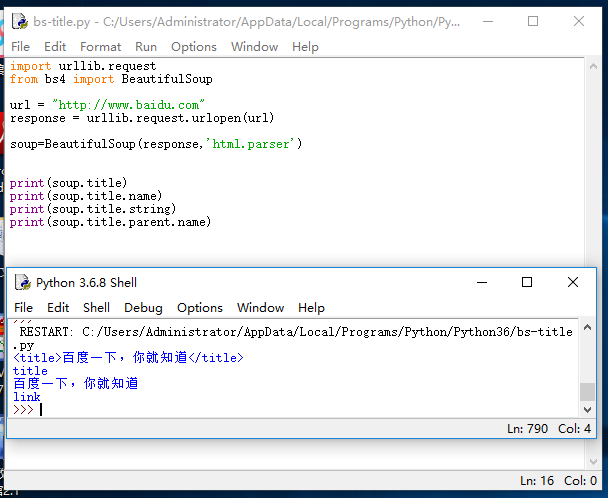 bs-title.py - C:/Users/Administrator/AppData/Local/Programs/Python/Py...
File Edit Format Run Options Window Help
import urllib.request
from bs4 import BeautifulSoup
url = "http://www.baidu.com"
response = urllib.request.urlopen(url)
soup=BeautifulSoup(response,'html.parser')
print(soup.title)
print(soup.title.name)
print(soup.title.string)
print(soup.title.parent.name)
Python 3.6.8 Shell
File Edit Shell Debug Options Window Help
>>>
RESTART: C:/Users/Administrator/AppData/Local/Programs/Python/Python36/bs-title
.py
<title>百度一下，你就知道</title>
title
百度一下，你就知道
link
>>>
Ln: 790 Col: 4
Ln: 16 Col: 0